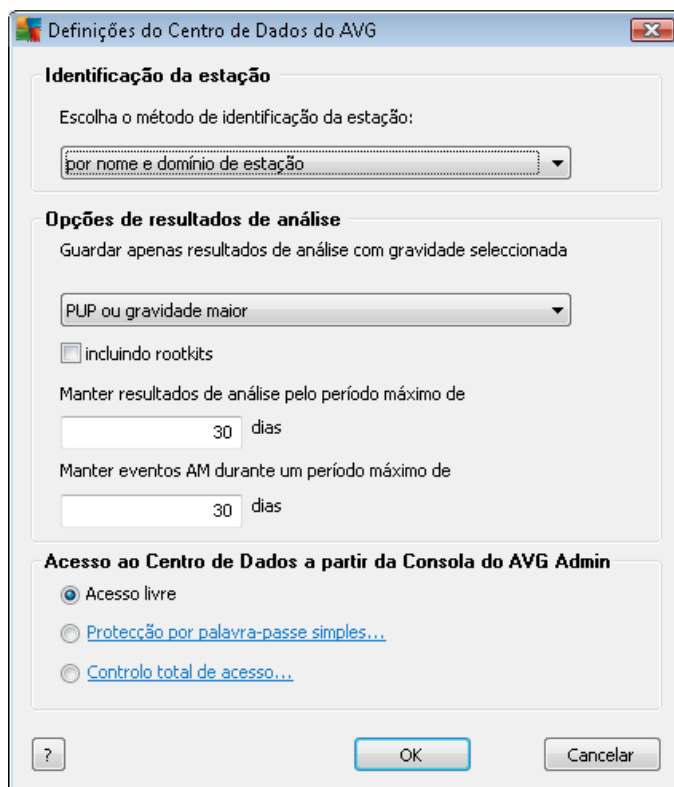 Definições do Centro de Dados do AVG
Identificação da estação
Escolha o método de identificação da estação:
por nome e domínio de estação
Opções de resultados de análise
Guardar apenas resultados de análise com gravidade seleccionada
PUP ou gravidade maior
incluindo rootkits
Manter resultados de análise pelo período máximo de
30 dias
Manter eventos AM durante um período máximo de
30 dias
Acesso ao Centro de Dados a partir da Consola do AVG Admin
Acesso livre
Protecção por palavra-passe simples...
Controlo total de acesso...
? OK Cancelar